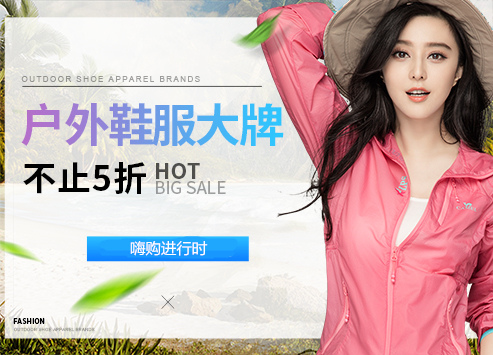 OUTDOOR SHOE APPAREL BRANDS
户外鞋服大牌
不止5折 HOT
BIG SALE
嗨购进行时
FASHION
OUTDOOR SHOE APPAREL BRANDS